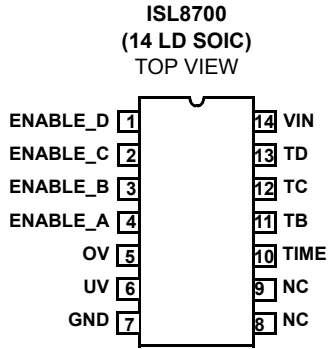 ISL8700
(14 LD SOIC)
TOP VIEW
ENABLE_D 1 14 VIN
ENABLE_C 2 13 TD
ENABLE_B 3 12 TC
ENABLE_A 4 11 TB
OV 5 10 TIME
UV 6 9 NC
GND 7 8 NC